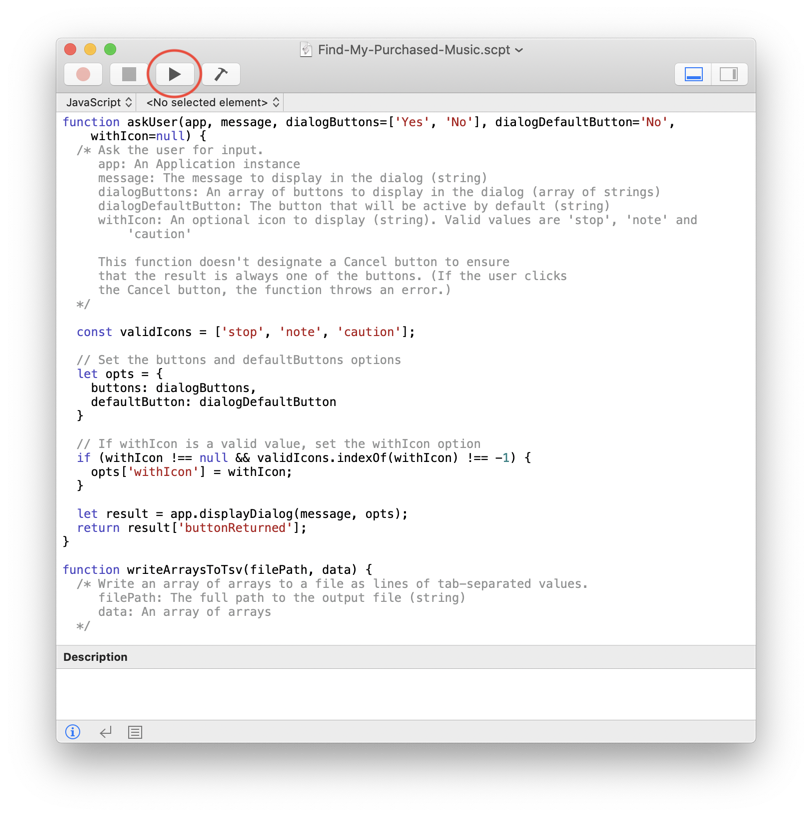 Find-My-Purchased-Music.scpt
JavaScript <No selected element>
function askUser(app, message, dialogButtons=['Yes', 'No'], dialogDefaultButton='No',
    withIcon=null) {
  /* Ask the user for input.
     app: An Application instance
     message: The message to display in the dialog (string)
     dialogButtons: An array of buttons to display in the dialog (array of strings)
     dialogDefaultButton: The button that will be active by default (string)
     withIcon: An optional icon to display (string). Valid values are 'stop', 'note' and
         'caution'

     This function doesn't designate a Cancel button to ensure
     that the result is always one of the buttons. (If the user clicks
     the Cancel button, the function throws an error.)
  */

  const validIcons = ['stop', 'note', 'caution'];

  // Set the buttons and defaultButtons options
  let opts = {
    buttons: dialogButtons,
    defaultButton: dialogDefaultButton
  }

  // If withIcon is a valid value, set the withIcon option
  if (withIcon !== null && validIcons.indexOf(withIcon) !== -1) {
    opts['withIcon'] = withIcon;
  }

  let result = app.displayDialog(message, opts);
  return result['buttonReturned'];
}

function writeArraysToTsv(filePath, data) {
  /* Write an array of arrays to a file as lines of tab-separated values.
     filePath: The full path to the output file (string)
     data: An array of arrays
  */
Description